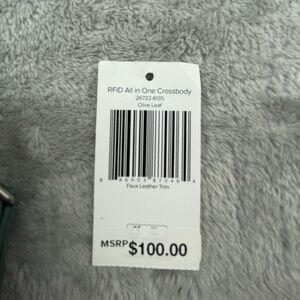 RFID All in One Crossbody
26722-8135
Olive Leaf
Faux Leather Trim
MSRP $100.00